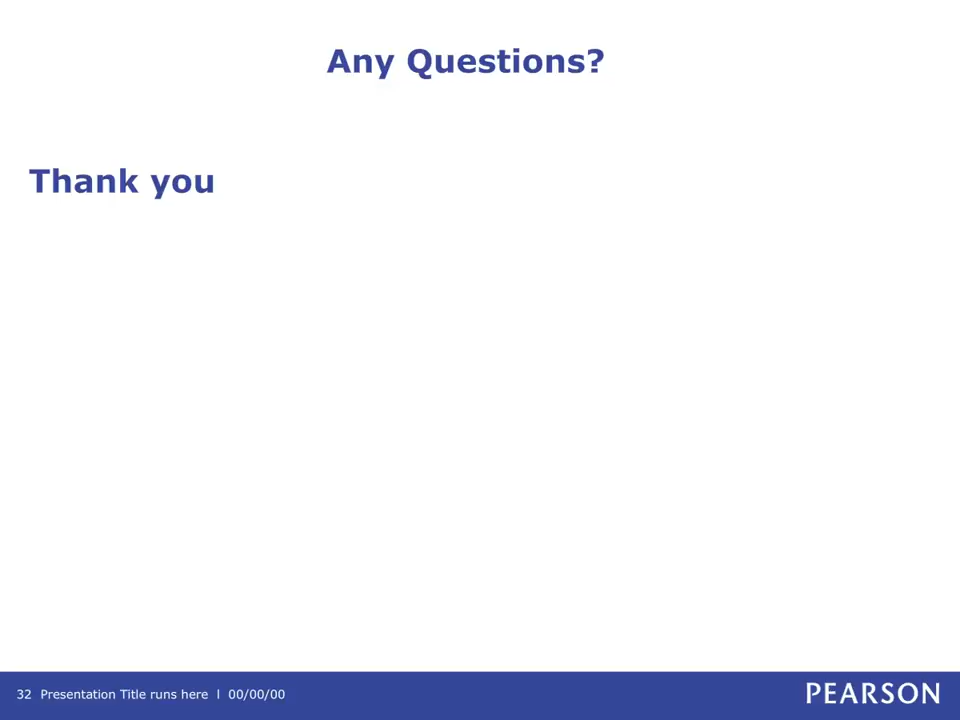 Any Questions?
Thank you
32 Presentation Title runs here l 00/00/00
PEARSON